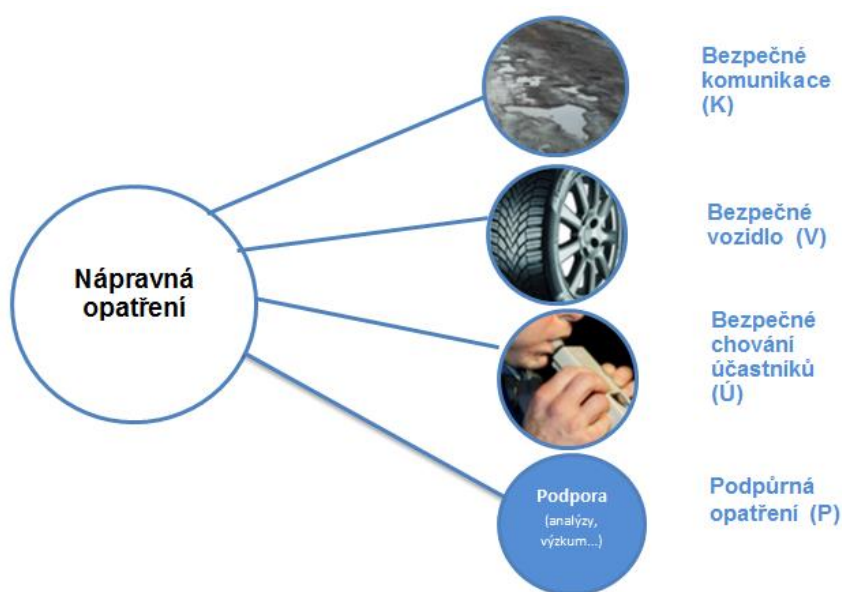 Bezpečné
komunikace
(K)
Nápravná
opatření
Bezpečné
vozidlo (V)
Bezpečné
chování
účastníků
(Ú)
Podpora
(analýzy,
výzkum...)
Podpůrná
opatření (P)